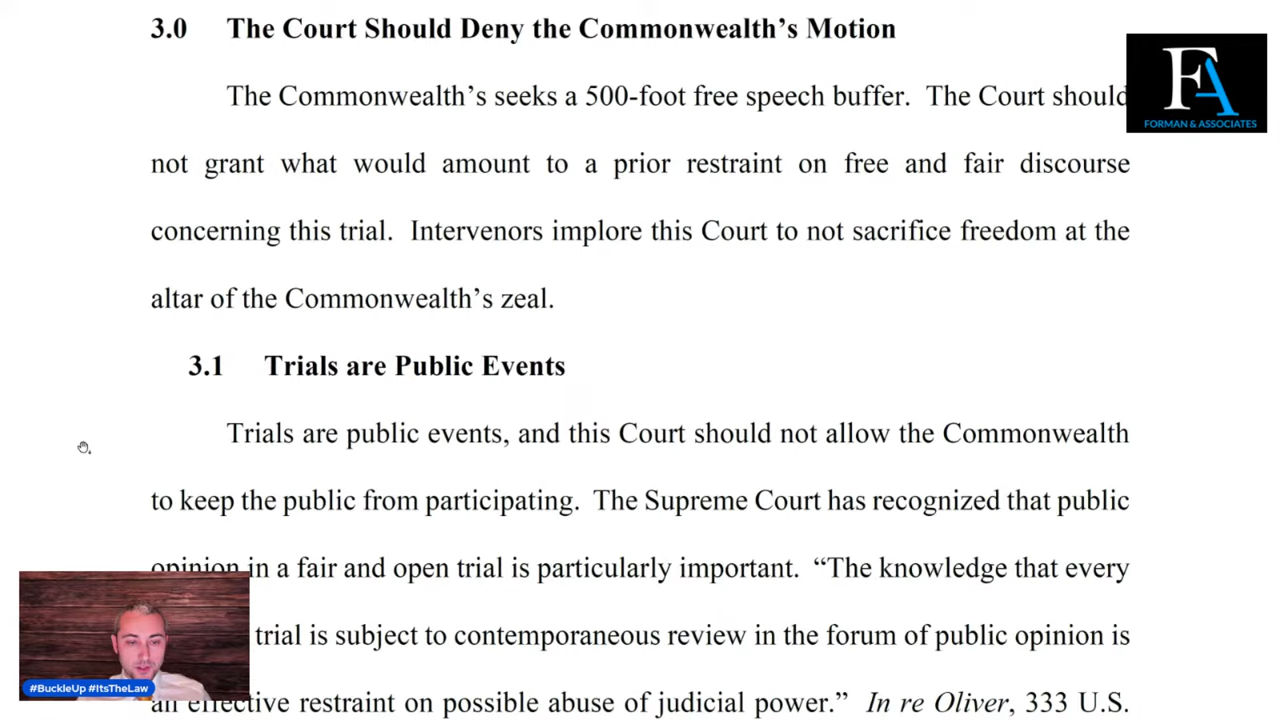 3.0 The Court Should Deny the Commonwealth's Motion
The Commonwealth's seeks a 500-foot free speech buffer. The Court should
not grant what would amount to a prior restraint on free and fair discourse
concerning this trial. Intervenors implore this Court to not sacrifice freedom at the
altar of the Commonwealth's zeal.
3.1 Trials are Public Events
Trials are public events, and this Court should not allow the Commonwealth
to keep the public from participating. The Supreme Court has recognized that public
opinion in a fair and open trial is particularly important. “The knowledge that every
trial is subject to contemporaneous review in the forum of public opinion is
an effective restraint on possible abuse of judicial power.” In re Oliver, 333 U.S.
FA
FORMAN & ASSOCIATES
#BuckleUp #ItsTheLaw